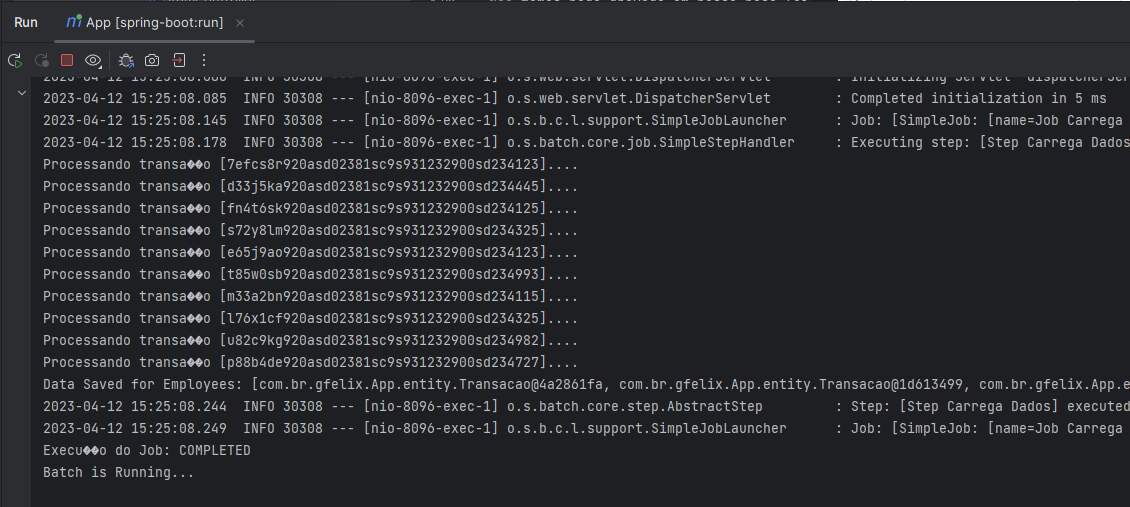 Run App [spring-boot:run]
2023-04-12 15:25:08.080 INFO 30308 --- [nio-8096-exec-1] o.s.web.servlet.DispatcherServlet : Initializing Servlet 'dispatcherSer
2023-04-12 15:25:08.085 INFO 30308 --- [nio-8096-exec-1] o.s.web.servlet.DispatcherServlet : Completed initialization in 5 ms
2023-04-12 15:25:08.145 INFO 30308 --- [nio-8096-exec-1] o.s.b.c.l.support.SimpleJobLauncher : Job: [SimpleJob: [name=Job Carrega
2023-04-12 15:25:08.178 INFO 30308 --- [nio-8096-exec-1] o.s.batch.core.job.SimpleStepHandler : Executing step: [Step Carrega Dados
Processando transa��o [7efcs8r920asd02381sc9s931232900sd234123]....
Processando transa��o [d33j5ka920asd02381sc9s931232900sd234445]....
Processando transa��o [fn4t6sk920asd02381sc9s931232900sd234125]....
Processando transa��o [s72y8lm920asd02381sc9s931232900sd234325]....
Processando transa��o [e65j9ao920asd02381sc9s931232900sd234123]....
Processando transa��o [t85w0sb920asd02381sc9s931232900sd234993]....
Processando transa��o [m33a2bn920asd02381sc9s931232900sd234115]....
Processando transa��o [l76x1cf920asd02381sc9s931232900sd234325]....
Processando transa��o [u82c9kg920asd02381sc9s931232900sd234982]....
Processando transa��o [p88b4de920asd02381sc9s931232900sd234727]....
Data Saved for Employees: [com.br.gfelix.App.entity.Transacao@4a2861fa, com.br.gfelix.App.entity.Transacao@1d613499, com.br.gfelix.App.e
2023-04-12 15:25:08.244 INFO 30308 --- [nio-8096-exec-1] o.s.batch.core.step.AbstractStep : Step: [Step Carrega Dados] executed
2023-04-12 15:25:08.249 INFO 30308 --- [nio-8096-exec-1] o.s.b.c.l.support.SimpleJobLauncher : Job: [SimpleJob: [name=Job Carrega
Execu��o do Job: COMPLETED
Batch is Running...